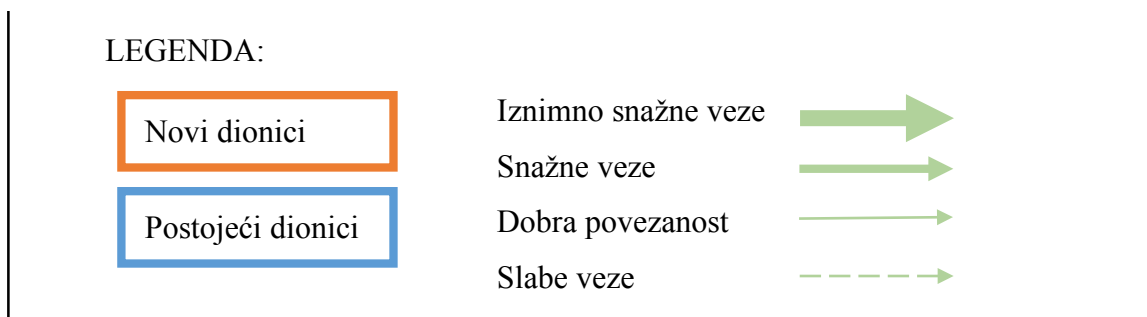 LEGENDA:
Novi dionici
Postojeći dionici
Iznimno snažne veze
Snažne veze
Dobra povezanost
Slabe veze